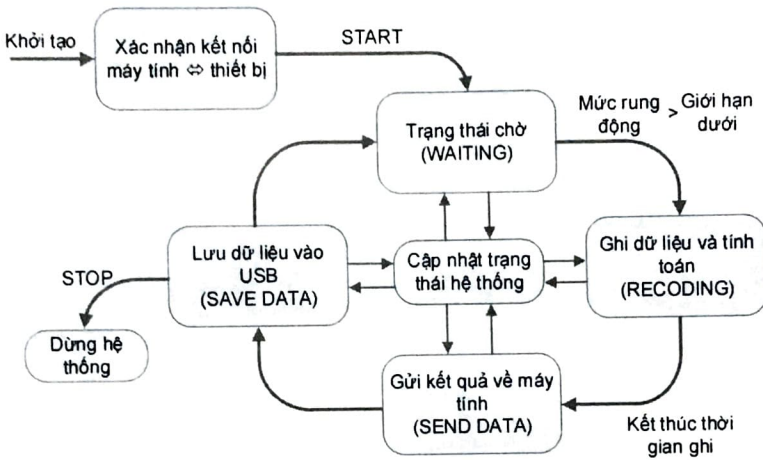 Khởi tạo
Xác nhận kết nối
máy tính ⇔ thiết bị
START
Trạng thái chờ
(WAITING)
Mức rung
động
>
Giới hạn
dưới
Lưu dữ liệu vào
USB
(SAVE DATA)
Cập nhật trạng
thái hệ thống
Ghi dữ liệu và tính
toán
(RECODING)
STOP
Dừng hệ
thống
Gửi kết quả về máy
tính
(SEND DATA)
Kết thúc thời
gian ghi